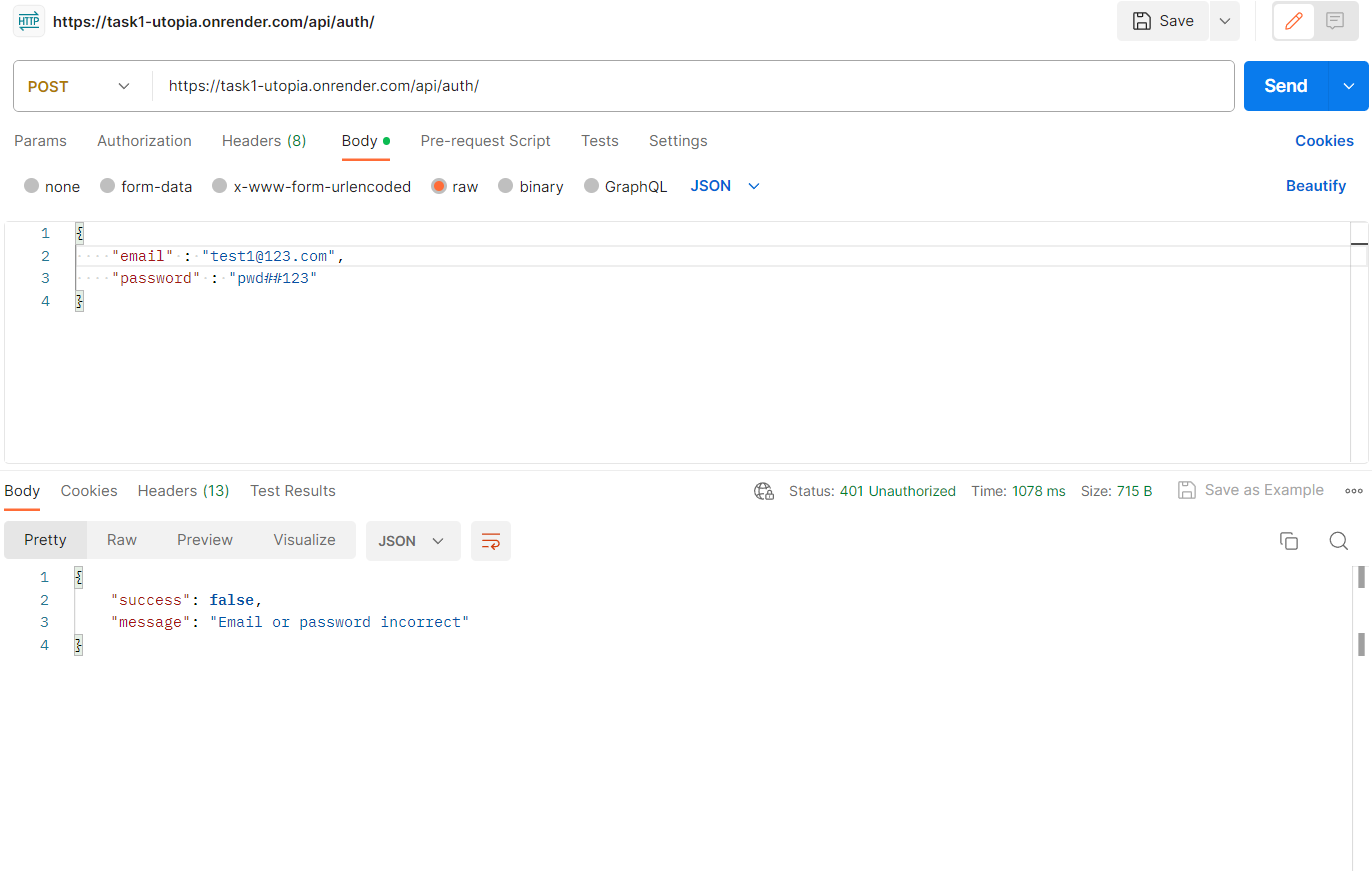 HTTP https://task1-utopia.onrender.com/api/auth/ Save
POST https://task1-utopia.onrender.com/api/auth/ Send
Params Authorization Headers (8) Body Pre-request Script Tests Settings Cookies
none form-data x-www-form-urlencoded raw binary GraphQL JSON Beautify
1 {
2 "email" : "test1@123.com",
3 "password" : "pwd##123"
4 }
Body Cookies Headers (13) Test Results Status: 401 Unauthorized Time: 1078 ms Size: 715 B Save as Example
Pretty Raw Preview Visualize JSON
1 {
2 "success": false,
3 "message": "Email or password incorrect"
4 }